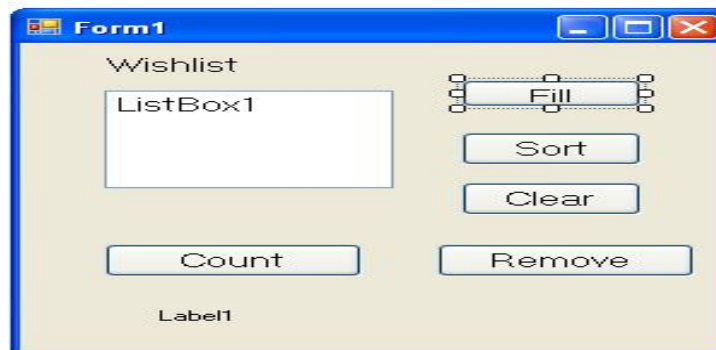 Form1
Wishlist
ListBox1
Fill
Sort
Clear
Count
Remove
Label1